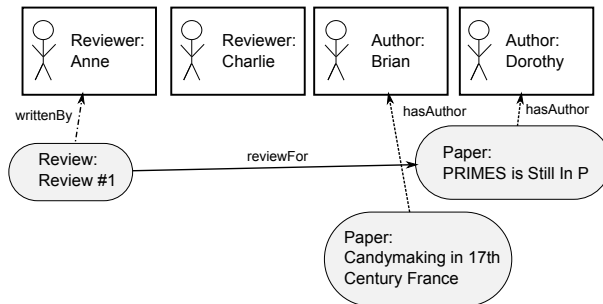 Reviewer:
Anne
Reviewer:
Charlie
Author:
Brian
Author:
Dorothy
writtenBy
hasAuthor
hasAuthor
Review:
Review #1
reviewFor
Paper:
PRIMES is Still In P
Paper:
Candymaking in 17th
Century France